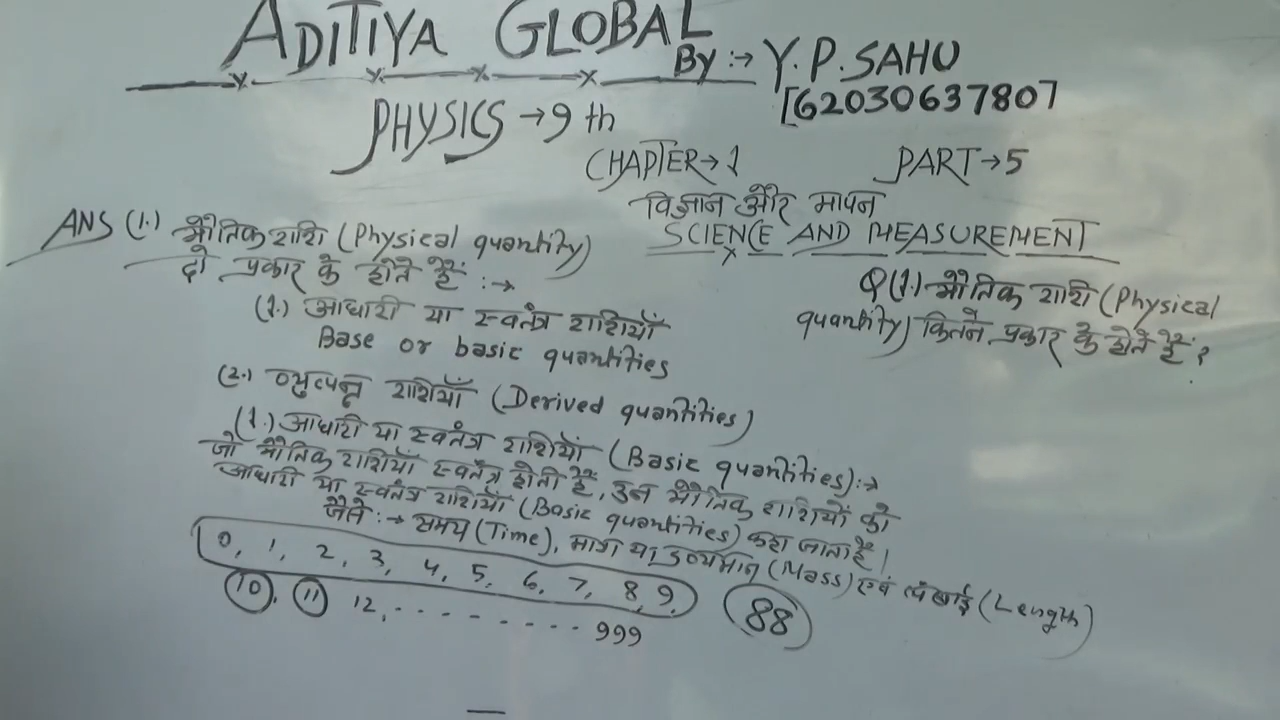 ADITIYA GLOBAL
By :→ Y.P.SAHU
[62030637807
PHYSICS → 9 th
CHAPTER → 1 PART → 5
विज्ञान और मापन
SCIENCE AND MEASUREMENT
Q(1.) भौतिक राशि (Physical
quantity) कितने प्रकार के होते हैं?
ANS (1.) भौतिक राशि (Physical quantity)
दो प्रकार के होते हैं :→
(1.) आधारी या स्वतंत्र राशियाँ
Base or basic quantities
(2.) व्युत्पन्न राशियाँ (Derived quantities)
(1.) आधारी या स्वतंत्र राशियाँ (Basic quantities) :→
जो भौतिक राशियाँ स्वतंत्र होती हैं, उन भौतिक राशियों को
आधारी या स्वतंत्र राशियाँ (Basic quantities) कहा जाता है।
जैसे :→ समय (Time), मात्रा या द्रव्यमान (Mass) एवं लंबाई (Length)
0, 1, 2, 3, 4, 5, 6, 7, 8, 9,
10, 11 12, . . . . . . . . . 999
88